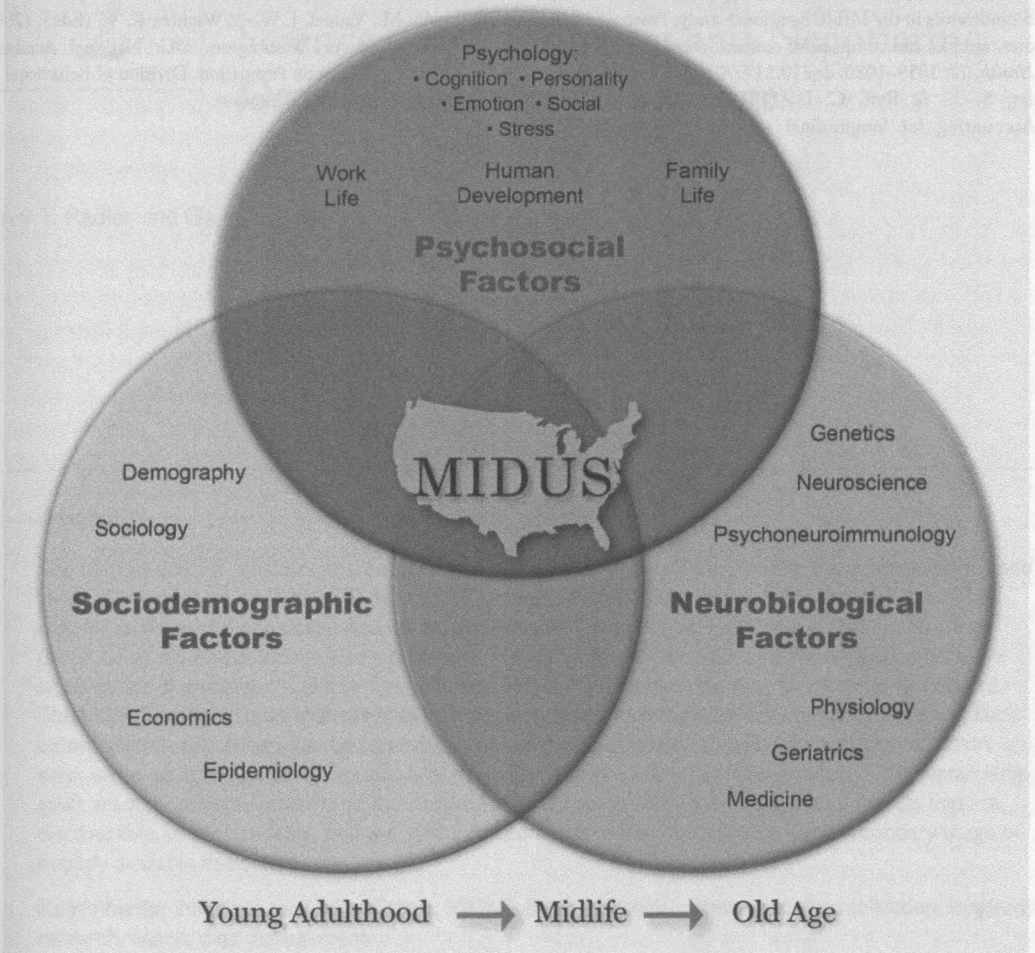 Psychology:
• Cognition • Personality
• Emotion • Social
• Stress
Work
Life
Human
Development
Family
Life
Psychosocial
Factors
MIDUS
Demography
Sociology
Sociodemographic
Factors
Economics
Epidemiology
Genetics
Neuroscience
Psychoneuroimmunology
Neurobiological
Factors
Physiology
Geriatrics
Medicine
Young Adulthood → Midlife → Old Age